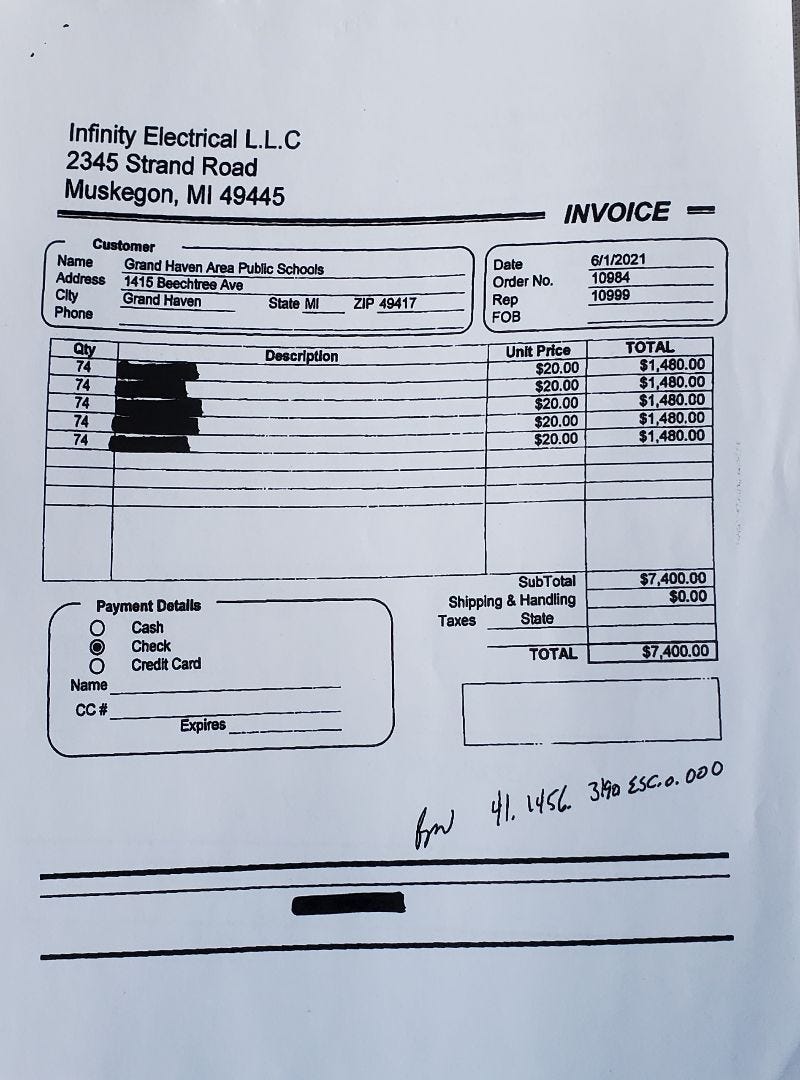 Infinity Electrical L.L.C
2345 Strand Road
Muskegon, MI 49445
INVOICE
Customer
Name Grand Haven Area Public Schools
Address 1415 Beechtree Ave
City Grand Haven State MI ZIP 49417
Phone
Date 6/1/2021
Order No. 10984
Rep 10999
FOB
Qty Description Unit Price TOTAL
74 $20.00 $1,480.00
74 $20.00 $1,480.00
74 $20.00 $1,480.00
74 $20.00 $1,480.00
74 $20.00 $1,480.00
SubTotal $7,400.00
Shipping & Handling $0.00
Taxes State
TOTAL $7,400.00
Payment Details
Cash
Check
Credit Card
Name
CC #
Expires
41. 1456. 3190 ESC.0. 000